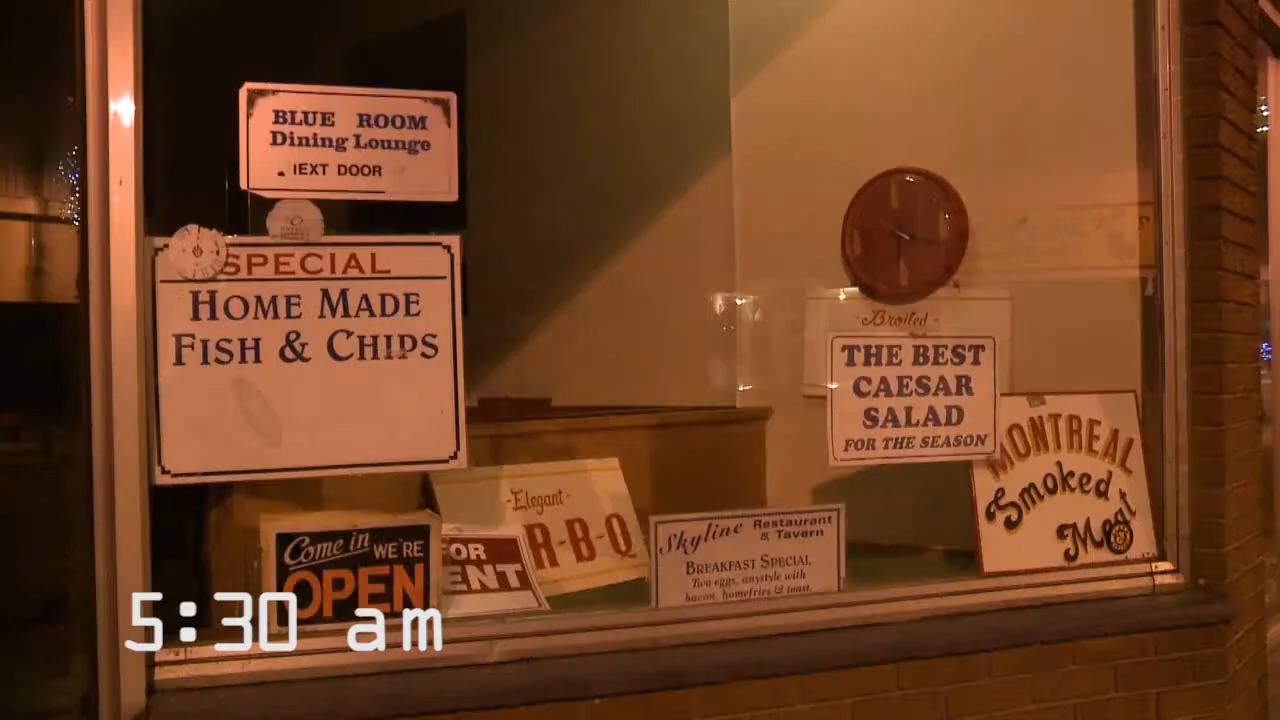 BLUE ROOM
Dining Lounge
IEXT DOOR
SPECIAL
HOME MADE
FISH & CHIPS
Broiled
THE BEST
CAESAR
SALAD
FOR THE SEASON
MONTREAL
Smoked
Meat
-Elegant-
R-B-Q
Skyline Restaurant
& Tavern
BREAKFAST SPECIAL
Two eggs, anystyle with
bacon, homefries & toast.
Come in WE'RE
OPEN
FOR
ENT
5:30 am